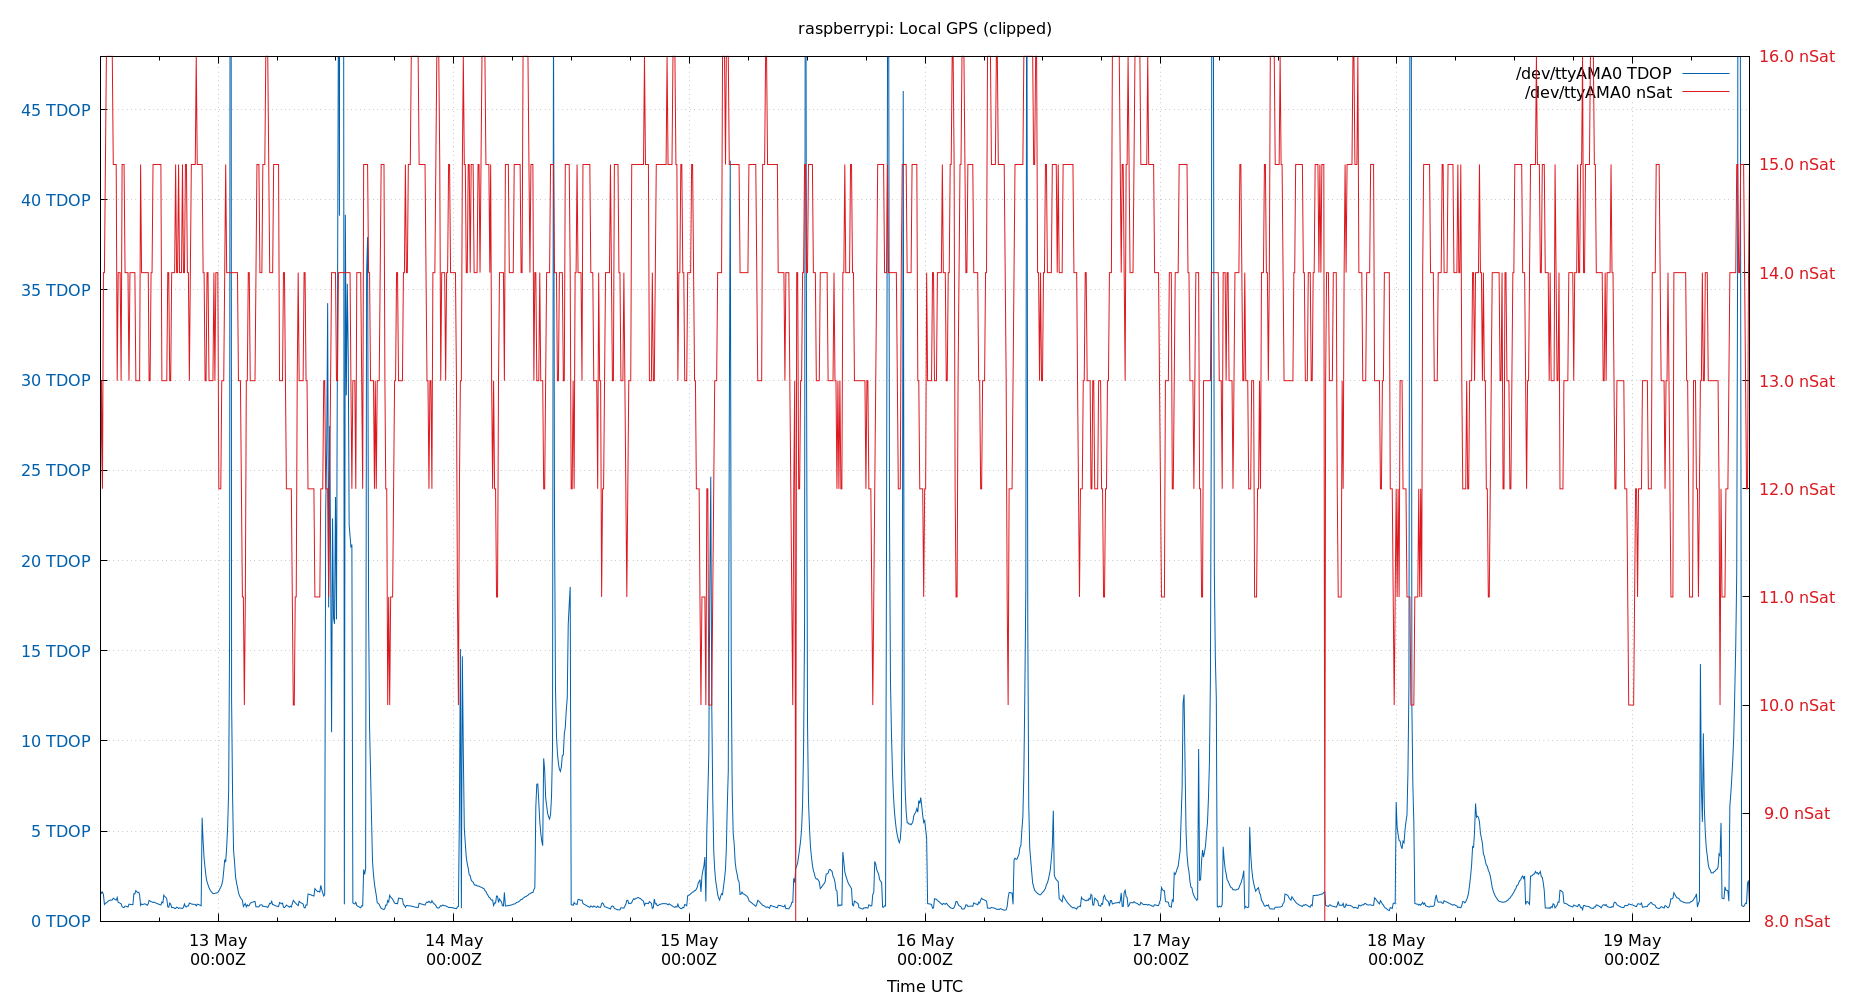 raspberrypi: Local GPS (clipped)
/dev/ttyAMA0 TDOP
/dev/ttyAMA0 nSat
45 TDOP
40 TDOP
35 TDOP
30 TDOP
25 TDOP
20 TDOP
15 TDOP
10 TDOP
5 TDOP
0 TDOP
16.0 nSat
15.0 nSat
14.0 nSat
13.0 nSat
12.0 nSat
11.0 nSat
10.0 nSat
9.0 nSat
8.0 nSat
13 May
00:00Z
14 May
00:00Z
15 May
00:00Z
16 May
00:00Z
17 May
00:00Z
18 May
00:00Z
19 May
00:00Z
Time UTC